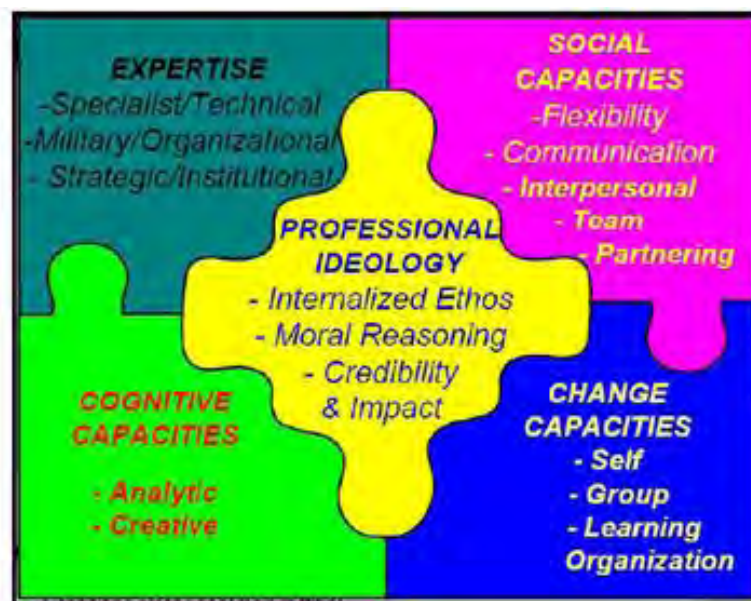 EXPERTISE
-Specialist/Technical
-Military/Organizational
- Strategic/Institutional
SOCIAL
CAPACITIES
-Flexibility
- Communication
- Interpersonal
- Team
- Partnering
PROFESSIONAL
IDEOLOGY
- Internalized Ethos
- Moral Reasoning
- Credibility
& Impact
COGNITIVE
CAPACITIES
- Analytic
- Creative
CHANGE
CAPACITIES
- Self
- Group
- Learning
Organization